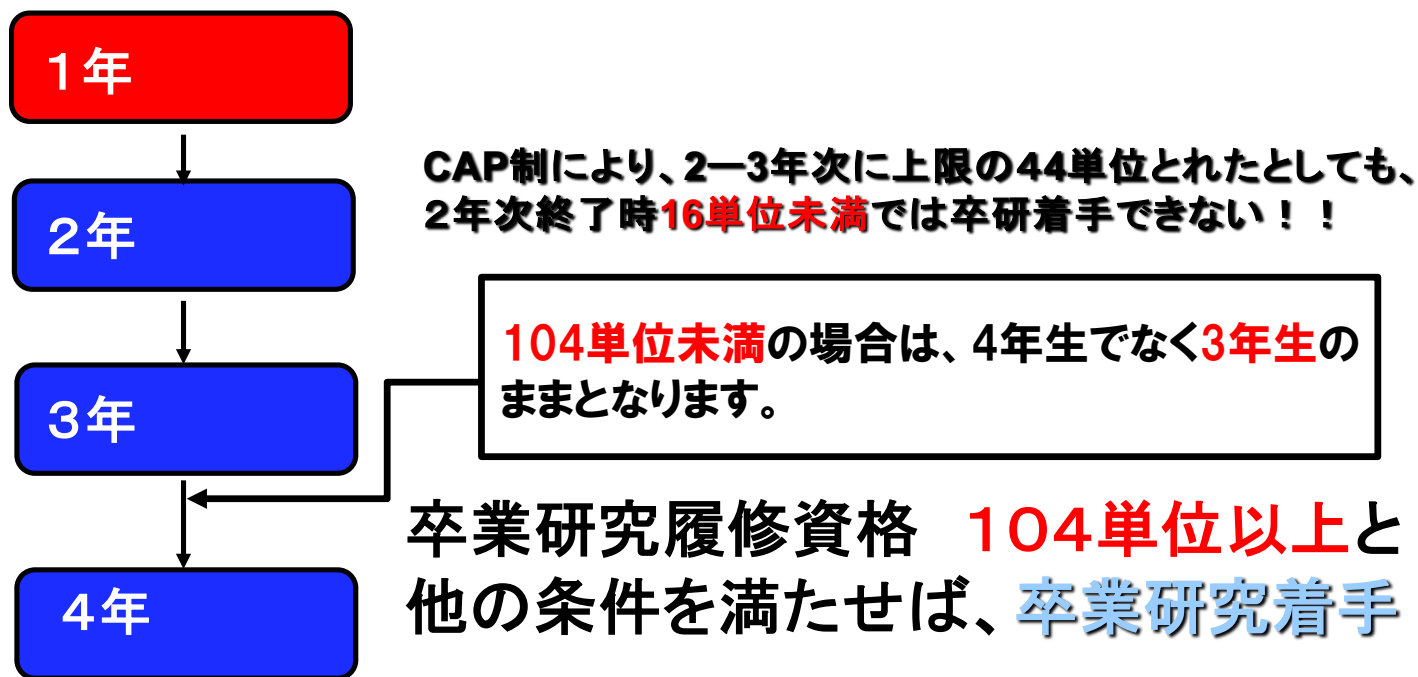 １年
CAP制により、2―3年次に上限の44単位とれたとしても、
２年次終了時16単位未満では卒研着手できない！！
２年
104単位未満の場合は、4年生でなく3年生の
ままとなります。
３年
卒業研究履修資格　１０４単位以上と
他の条件を満たせば、卒業研究着手
４年